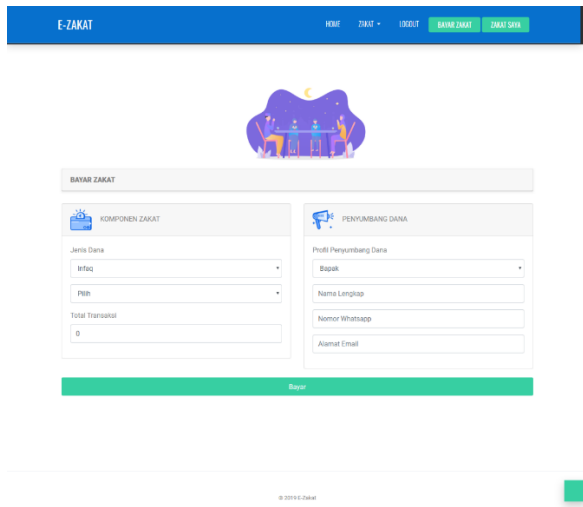 E-ZAKAT
HOME ZAKAT LOGOUT BAYAR ZAKAT ZAKAT SAYA
BAYAR ZAKAT
KOMPONEN ZAKAT
Jenis Dana
Infaq
Pilih
Total Transaksi
0
PENYUMBANG DANA
Profil Penyumbang Dana
Bapak
Nama Lengkap
Nomor Whatsapp
Alamat Email
Bayar
© 2019 E-Zakat